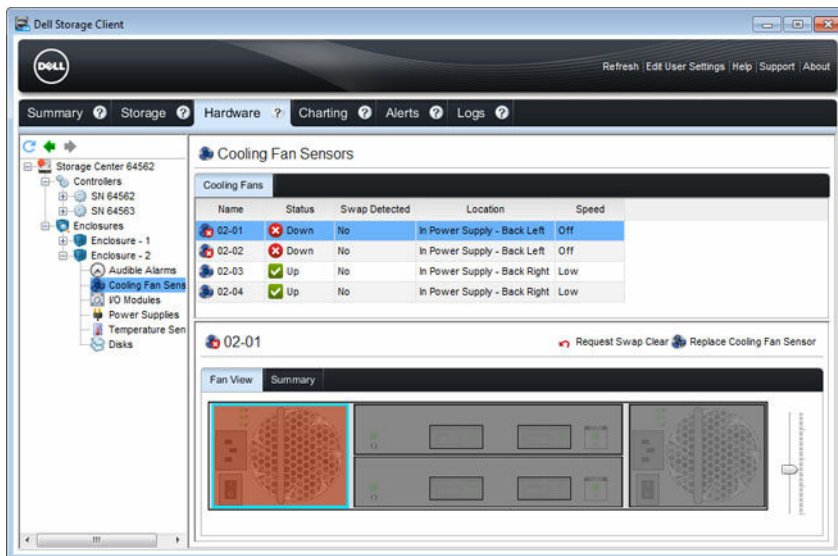 Dell Storage Client
DELL
Refresh Edit User Settings Help Support About
Summary ? Storage ? Hardware ? Charting ? Alerts ? Logs ?
Storage Center 64562
Controllers
SN 64562
SN 64563
Enclosures
Enclosure - 1
Enclosure - 2
Audible Alarms
Cooling Fan Sens
I/O Modules
Power Supplies
Temperature Sen
Disks
Cooling Fan Sensors
Cooling Fans
Name Status Swap Detected Location Speed
02-01 Down No In Power Supply - Back Left Off
02-02 Down No In Power Supply - Back Left Off
02-03 Up No In Power Supply - Back Right Low
02-04 Up No In Power Supply - Back Right Low
02-01 Request Swap Clear Replace Cooling Fan Sensor
Fan View Summary